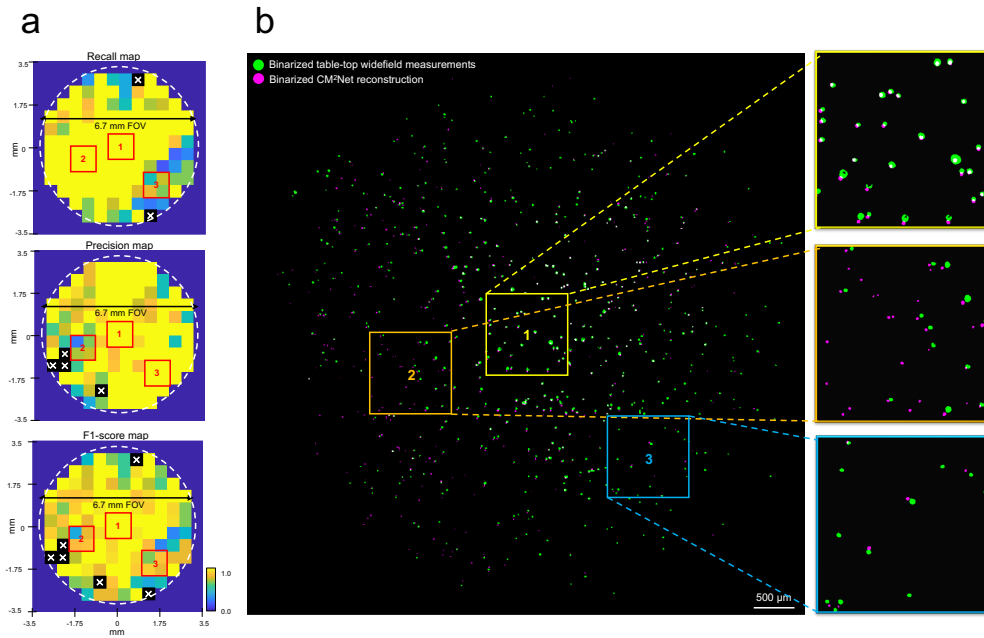 a
b
Recall map
3.5
1.75
0
-1.75
-3.5
mm
6.7 mm FOV
1
2
3
Precision map
3.5
1.75
0
-1.75
-3.5
mm
6.7 mm FOV
1
2
3
F1-score map
3.5
1.75
0
-1.75
-3.5
mm
6.7 mm FOV
1
2
3
1.0
0.0
-3.5 -1.75 0 1.75 3.5
mm
Binarized table-top widefield measurements
Binarized CM²Net reconstruction
1
2
3
500 µm